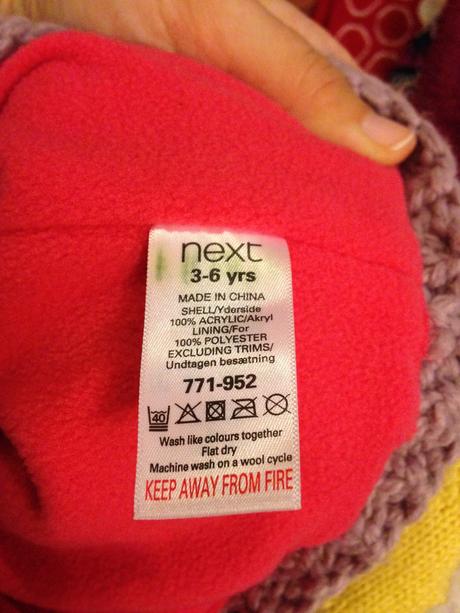 next
3-6 yrs
MADE IN CHINA
SHELL/Yderside
100% ACRYLIC/Akryl
LINING/For
100% POLYESTER
EXCLUDING TRIMS/
Undtagen besætning
771-952
40
Wash like colours together
Flat dry
Machine wash on a wool cycle
KEEP AWAY FROM FIRE